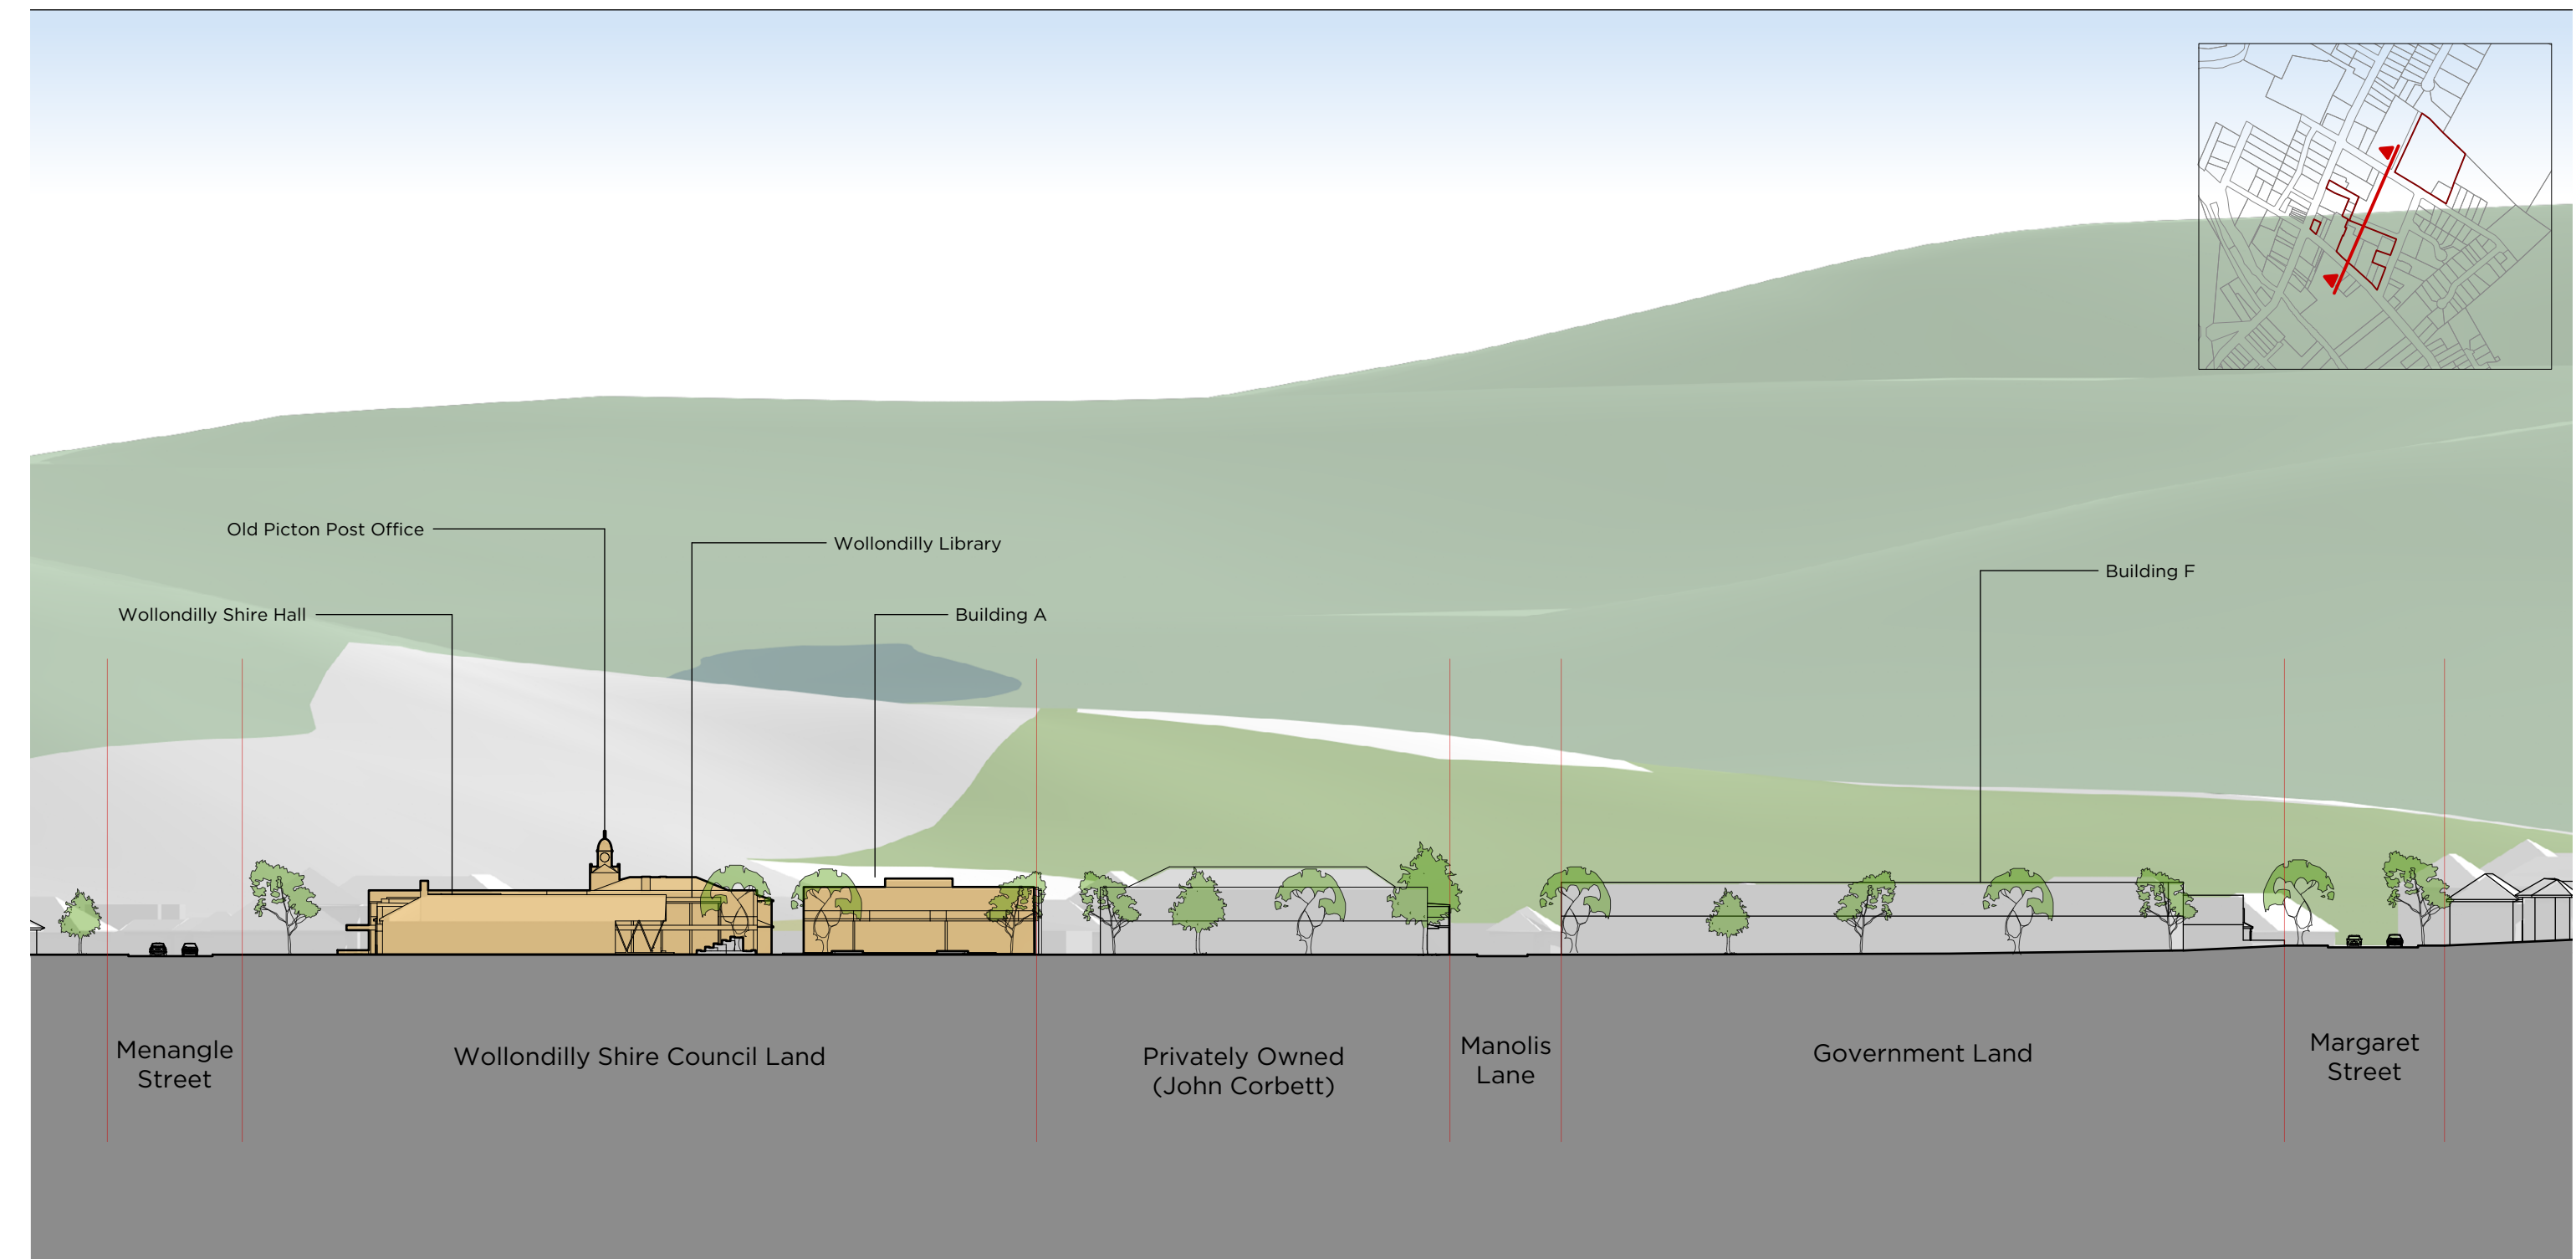 Old Picton Post Office
Wollondilly Library
Building F
Wollondilly Shire Hall
Building A
Menangle
Street
Wollondilly Shire Council Land
Privately Owned
(John Corbett)
Manolis
Lane
Government Land
Margaret
Street